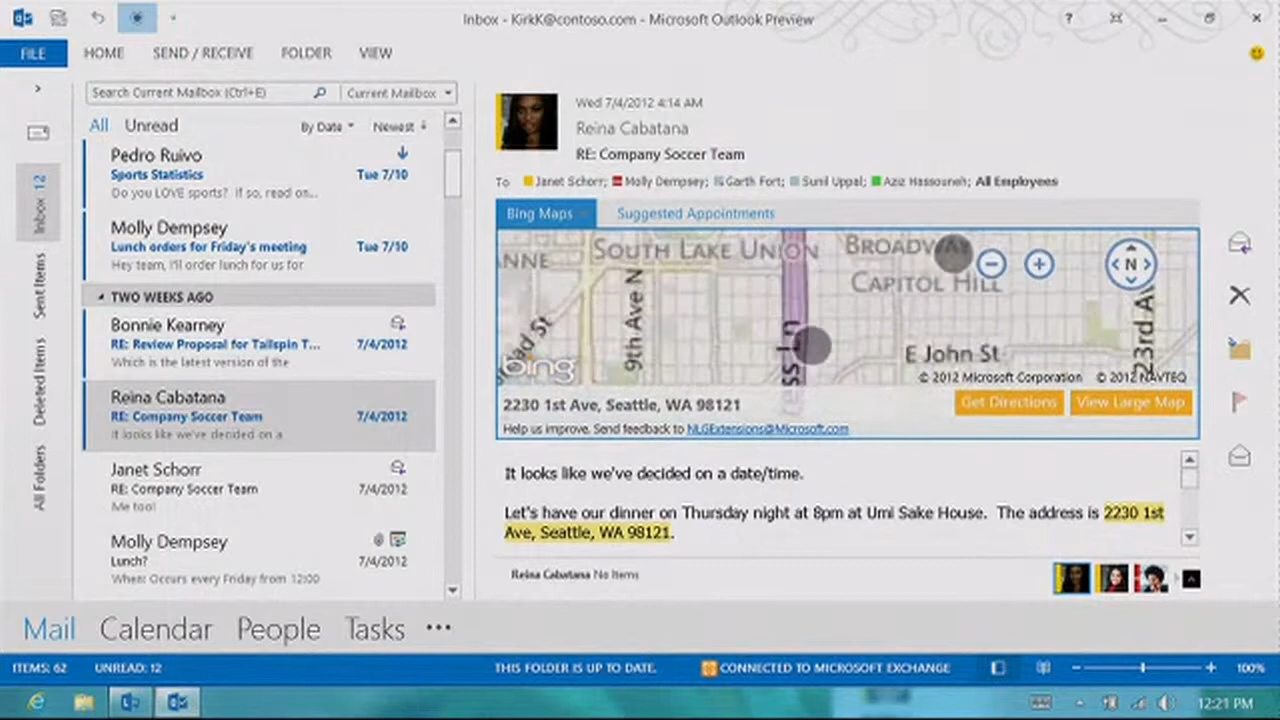 Inbox - KirkK@contoso.com - Microsoft Outlook Preview
?
FILE HOME SEND / RECEIVE FOLDER VIEW
Search Current Mailbox (Ctrl+E) Current Mailbox
All Unread By Date Newest
Pedro Ruivo
Sports Statistics Tue 7/10
Do you LOVE sports? If so, read on...
Molly Dempsey
Lunch orders for Friday's meeting Tue 7/10
Hey team, I'll order lunch for us for
TWO WEEKS AGO
Bonnie Kearney
RE: Review Proposal for Tailspin T... 7/4/2012
Which is the latest version of the
Reina Cabatana
RE: Company Soccer Team 7/4/2012
It looks like we've decided on a
Janet Schorr
RE: Company Soccer Team 7/4/2012
Me too!
Molly Dempsey
Lunch? 7/4/2012
When: Occurs every Friday from 12:00
Inbox 12
Sent Items
Deleted Items
All Folders
Wed 7/4/2012 4:14 AM
Reina Cabatana
RE: Company Soccer Team
To Janet Schorr; Molly Dempsey; Garth Fort; Sunil Uppal; Aziz Hassouneh; All Employees
Bing Maps Suggested Appointments
ANNE SOUTH LAKE UNION BROADWAY
CAPITOL HILL
N
9th Ave N
E John St
23rd Av
bing
© 2012 Microsoft Corporation © 2012 NAVTEQ
2230 1st Ave, Seattle, WA 98121 Get Directions View Large Map
Help us improve. Send feedback to NLGExtensions@Microsoft.com
It looks like we've decided on a date/time.
Let's have our dinner on Thursday night at 8pm at Umi Sake House. The address is 2230 1st
Ave, Seattle, WA 98121.
Reina Cabatana No Items
Mail Calendar People Tasks •••
ITEMS: 62 UNREAD: 12 THIS FOLDER IS UP TO DATE. CONNECTED TO MICROSOFT EXCHANGE 100%
12:21 PM